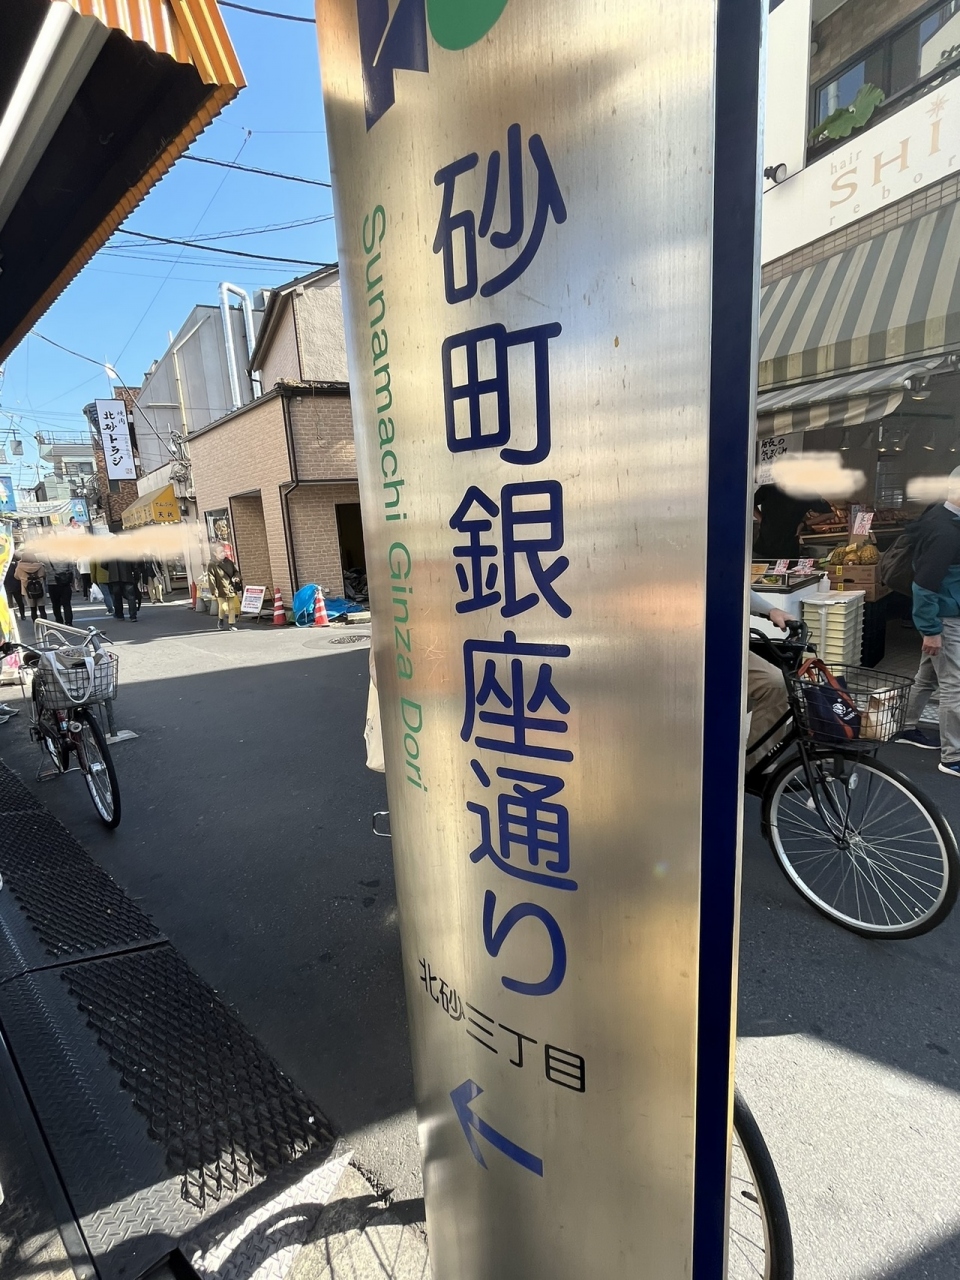 砂町銀座通り
Sunamachi Ginza Dori
北砂三丁目
焼肉
北砂トラジ
hair
SHI
rebor